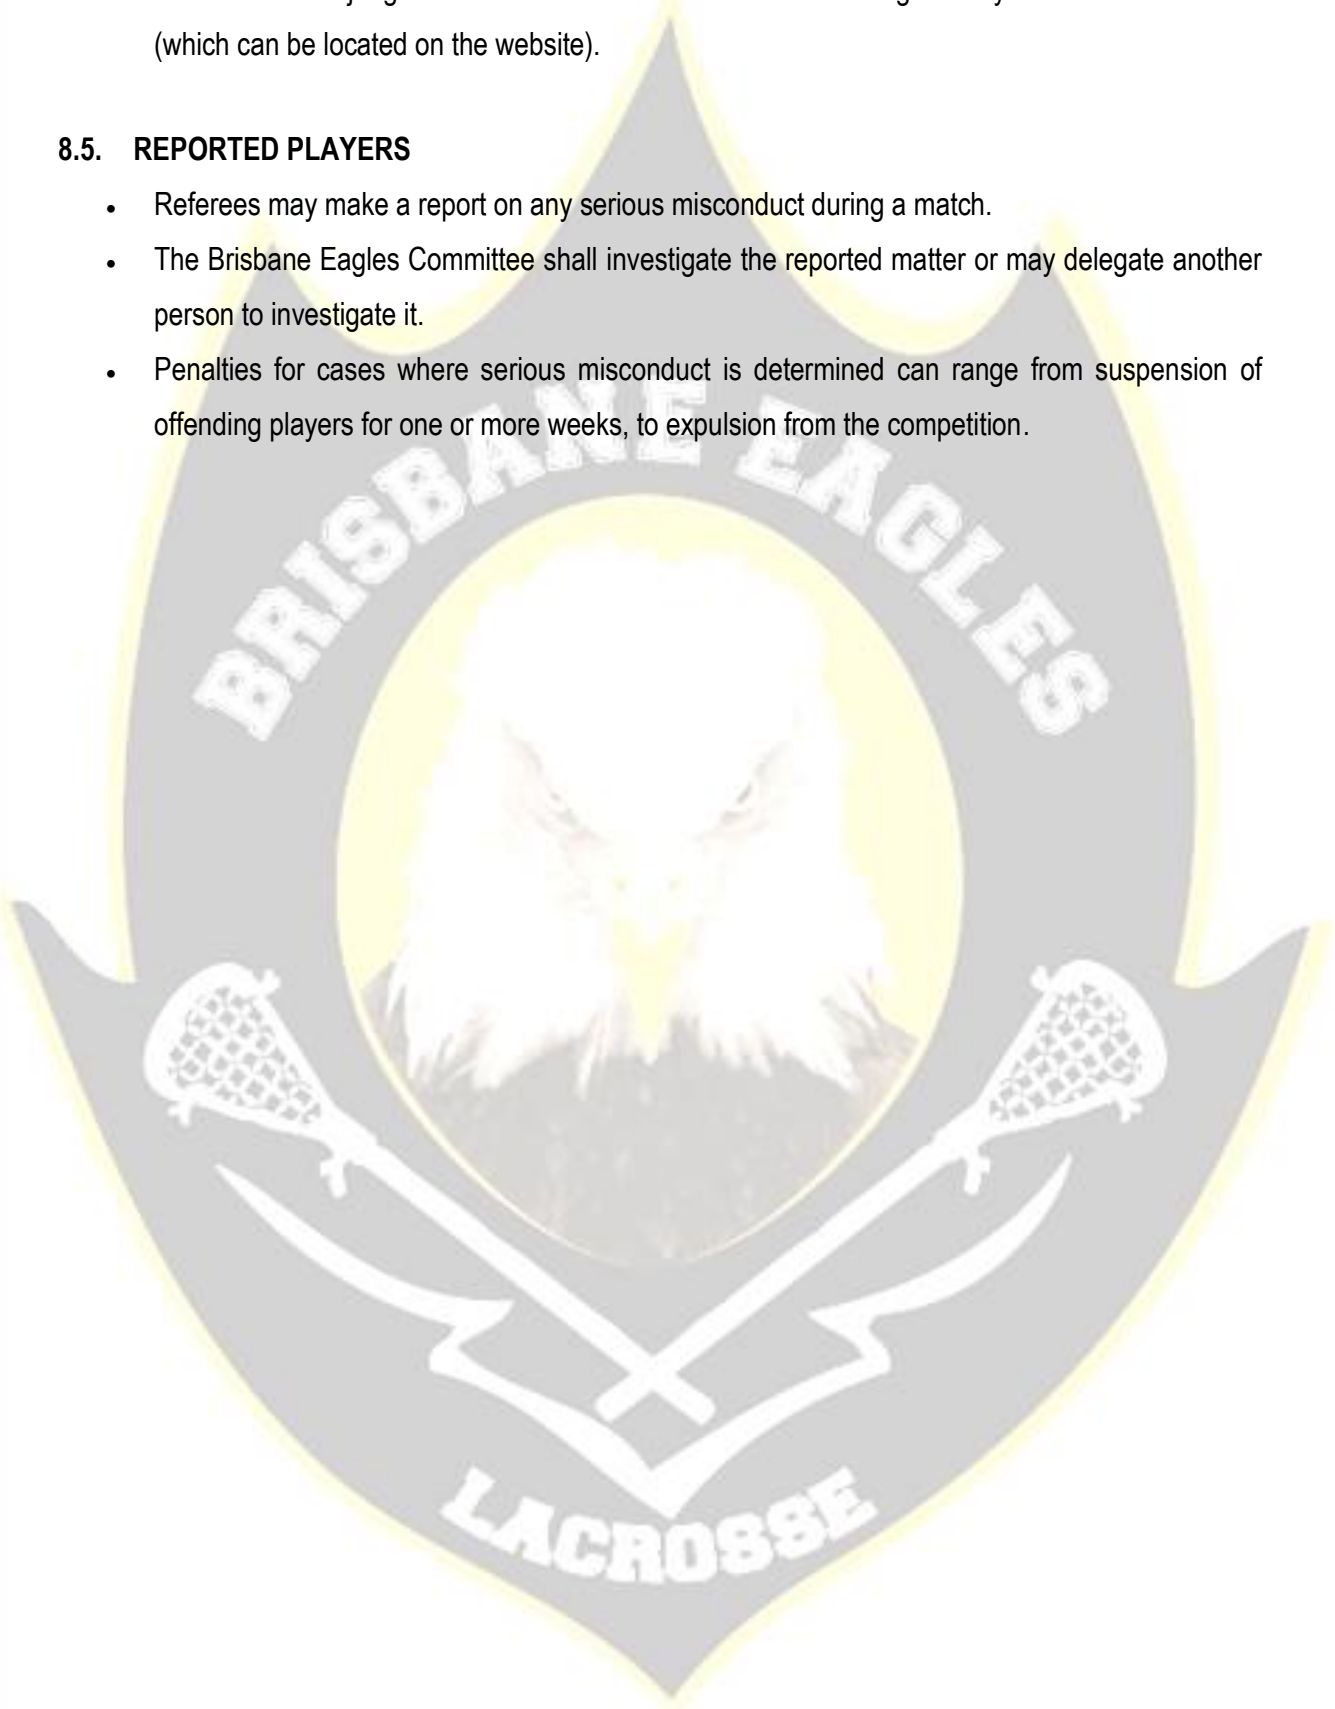 (which can be located on the website).
8.5. REPORTED PLAYERS
• Referees may make a report on any serious misconduct during a match.
• The Brisbane Eagles Committee shall investigate the reported matter or may delegate another
person to investigate it.
• Penalties for cases where serious misconduct is determined can range from suspension of
offending players for one or more weeks, to expulsion from the competition.
BRISBANE EAGLES
LACROSSE